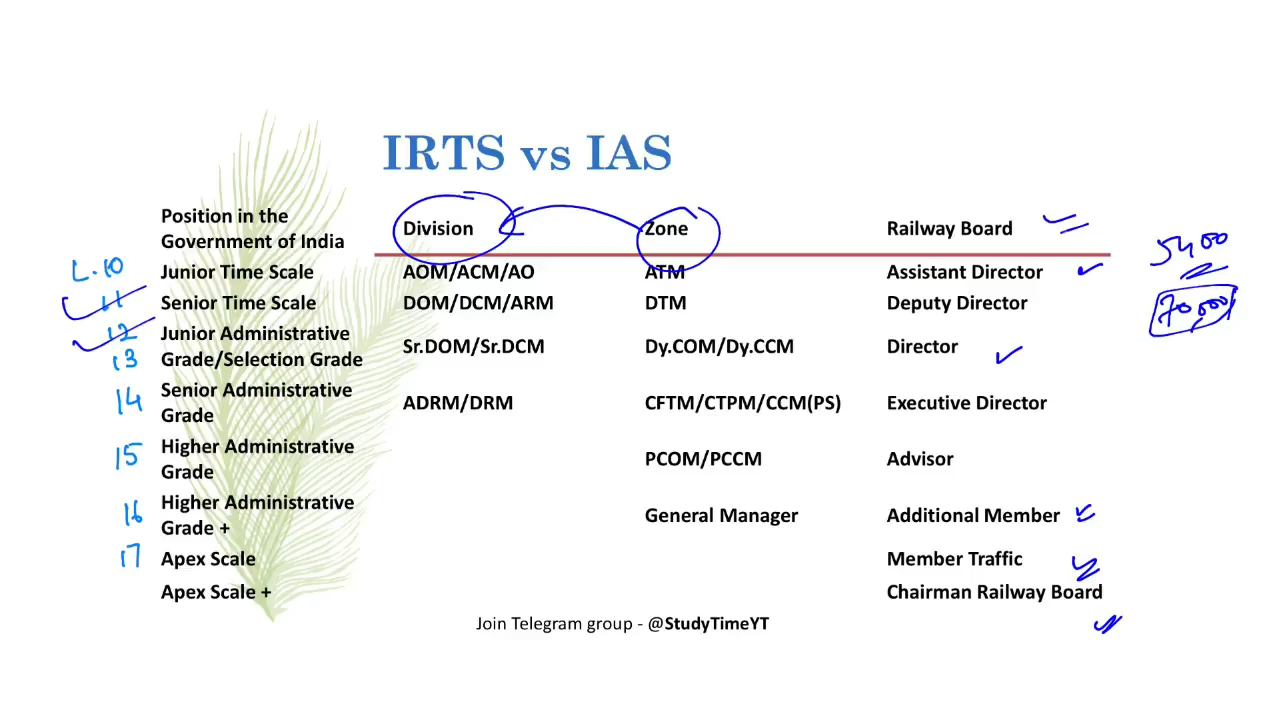 IRTS vs IAS
Position in the
Government of India
Division
Zone
Railway Board
L.10
Junior Time Scale
AOM/ACM/AO
ATM
Assistant Director
5400
11
Senior Time Scale
DOM/DCM/ARM
DTM
Deputy Director
70,000
12
Junior Administrative
13
Grade/Selection Grade
Sr.DOM/Sr.DCM
Dy.COM/Dy.CCM
Director
14
Senior Administrative
Grade
ADRM/DRM
CFTM/CTPM/CCM(PS)
Executive Director
15
Higher Administrative
Grade
PCOM/PCCM
Advisor
16
Higher Administrative
Grade +
General Manager
Additional Member
17
Apex Scale
Member Traffic
Apex Scale +
Chairman Railway Board
Join Telegram group - @StudyTimeYT